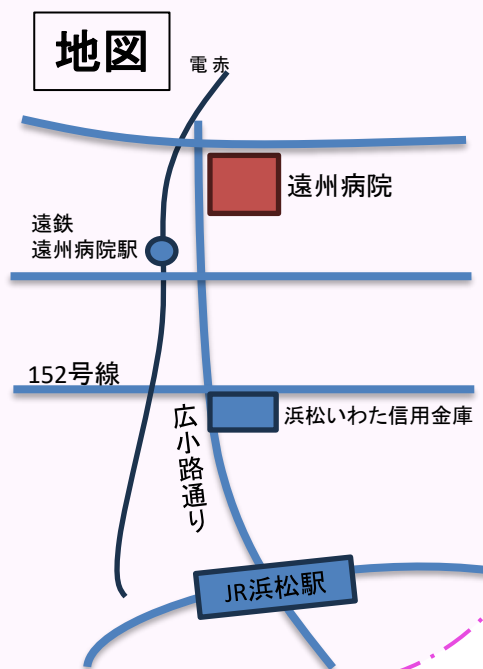 地図
電 赤
遠州病院
遠鉄
遠州病院駅
152号線
浜松いわた信用金庫
広小路通り
JR浜松駅